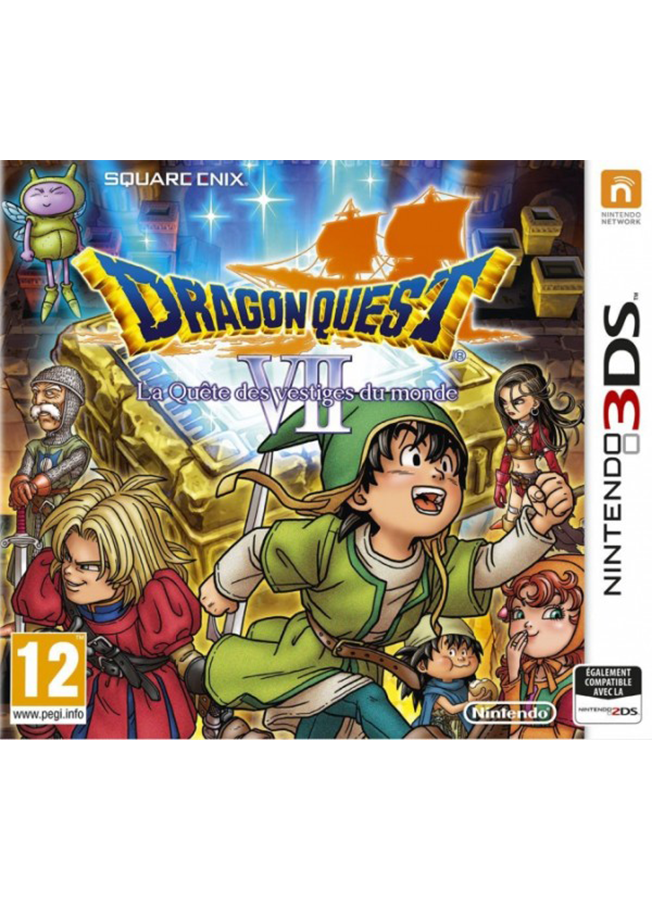 SQUARE ENIX
NINTENDO
NETWORK
DRAGON QUEST
®
VII
La Quête des vestiges du monde
NINTENDO 3DS
™
12
www.pegi.info
Nintendo
®
ÉGALEMENT
COMPATIBLE
AVEC LA
NINTENDO 2DS